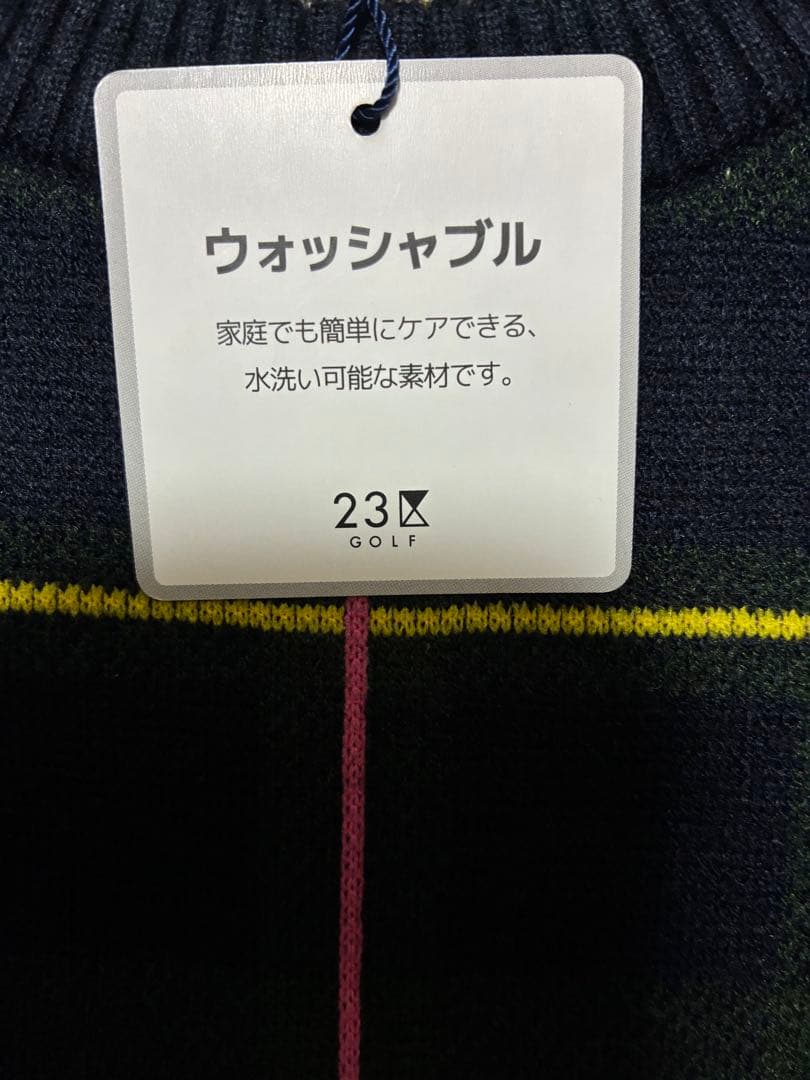 ウォッシャブル
家庭でも簡単にケアできる、
水洗い可能な素材です。
23区
GOLF